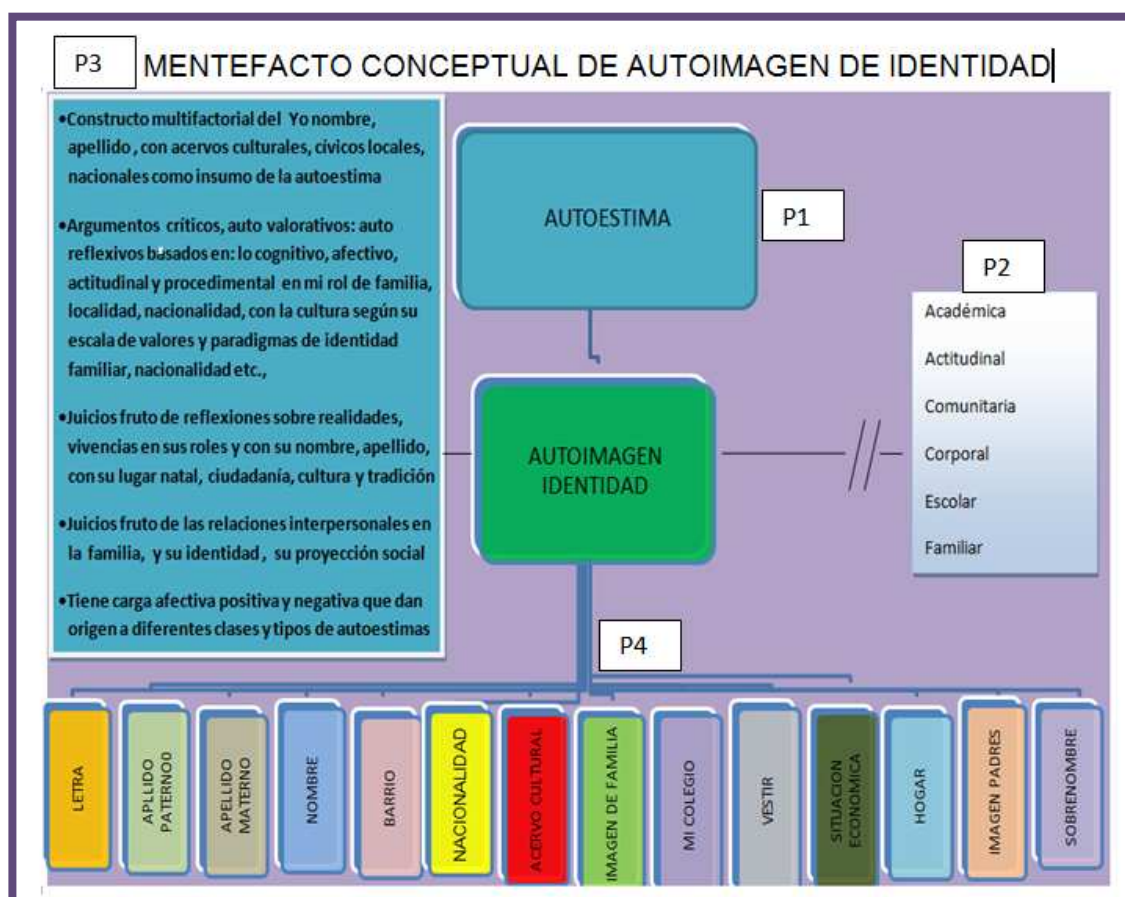 P3 MENTEFACTO CONCEPTUAL DE AUTOIMAGEN DE IDENTIDAD
•Constructo multifactorial del Yo nombre,
apellido , con acervos culturales, cívicos locales,
nacionales como insumo de la autoestima
•Argumentos críticos, auto valorativos: auto
reflexivos basados en: lo cognitivo, afectivo,
actitudinal y procedimental en mi rol de familia,
localidad, nacionalidad, con la cultura según su
escala de valores y paradigmas de identidad
familiar, nacionalidad etc.,
•Juicios fruto de reflexiones sobre realidades,
vivencias en sus roles y con su nombre, apellido,
con su lugar natal, ciudadanía, cultura y tradición
•Juicios fruto de las relaciones interpersonales en
la familia, y su identidad , su proyección social
•Tiene carga afectiva positiva y negativa que dan
origen a diferentes clases y tipos de autoestimas
AUTOESTIMA
P1
P2
Académica
Actitudinal
Comunitaria
Corporal
Escolar
Familiar
AUTOIMAGEN
IDENTIDAD
P4
LETRA
APLLIDO
PATERNO0
APELLIDO
MATERNO
NOMBRE
BARRIO
NACIONALIDAD
ACERVO CULTURAL
IMAGEN DE FAMILIA
MI COLEGIO
VESTIR
SITUACION
ECONOMICA
HOGAR
IMAGEN PADRES
SOBRENOMBRE